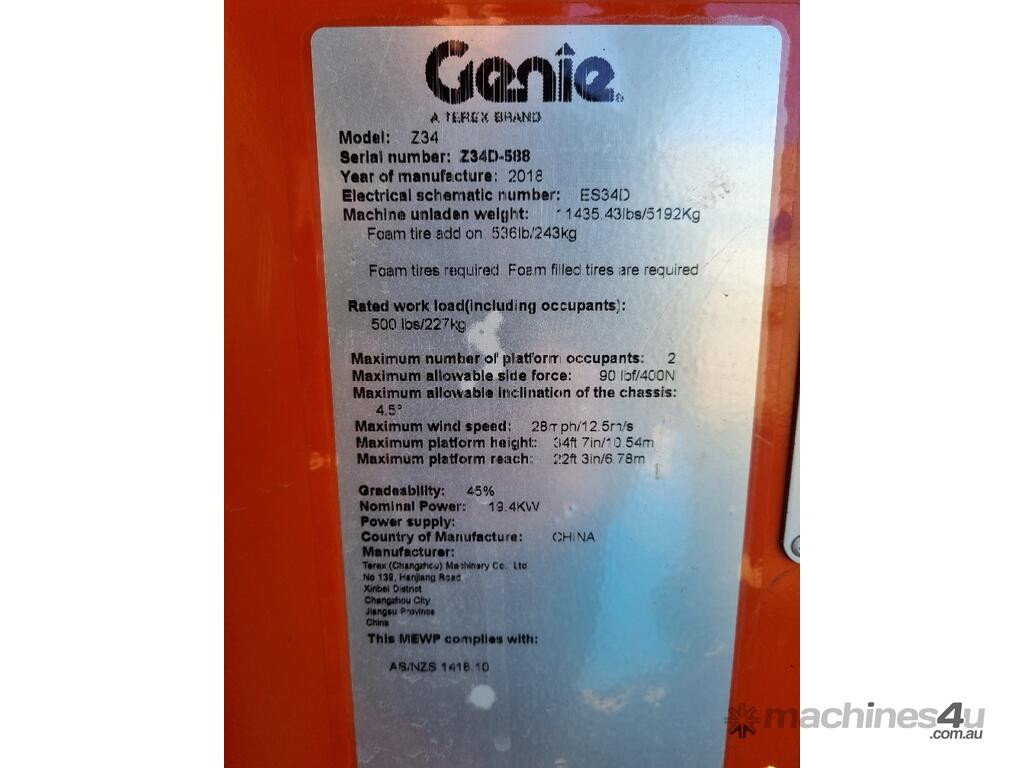 Genie
A TEREX BRAND
Model: Z34
Serial number: Z34D-588
Year of manufacture: 2018
Electrical schematic number: ES34D
Machine unladen weight: 11435.43lbs/5192Kg
Foam tire add on 536lb/243kg
Foam tires required Foam filled tires are required
Rated work load(including occupants):
500 lbs/227kg
Maximum number of platform occupants: 2
Maximum allowable side force: 90 lbf/400N
Maximum allowable inclination of the chassis:
4.5°
Maximum wind speed: 28mph/12.5m/s
Maximum platform height: 34ft 7in/10.54m
Maximum platform reach: 22ft 3in/6.78m
Gradeability: 45%
Nominal Power: 19.4KW
Power supply:
Country of Manufacture: CHINA
Manufacturer:
Terex (Changzhou) Machinery Co., Ltd.
No 139, Hanjiang Road
Xinbei District
Changzhou City
Jiangsu Province
China
This MEWP complies with:
AS/NZS 1418.10
machines4u
.com.au